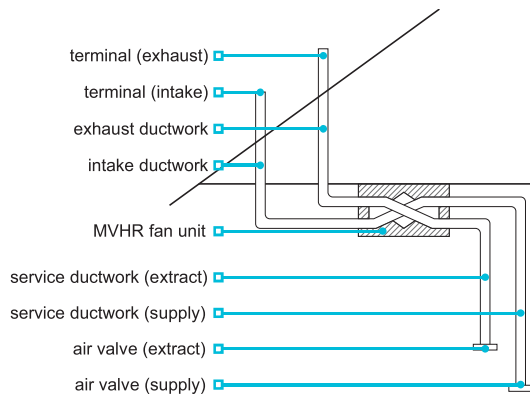 terminal (exhaust)
terminal (intake)
exhaust ductwork
intake ductwork
MVHR fan unit
service ductwork (extract)
service ductwork (supply)
air valve (extract)
air valve (supply)